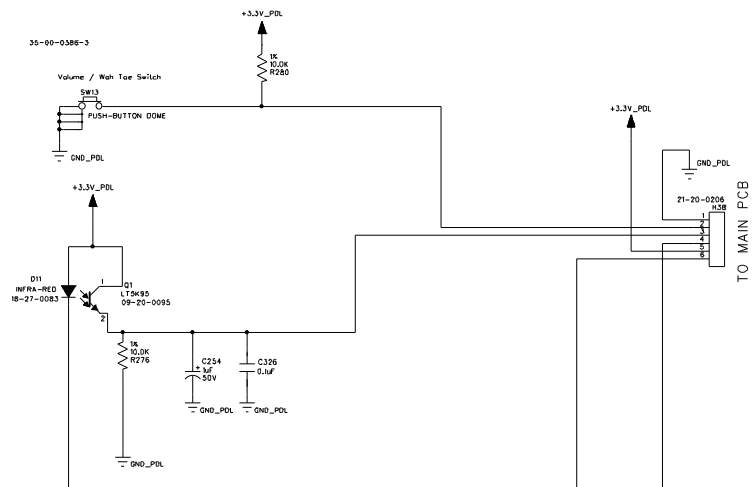 +3.3V_PDL
35-00-0386-3
1%
10.0K
R280
Volume / Wah Toe Switch
SW13
PUSH-BUTTON DOME
GND_PDL
+3.3V_PDL
GND_PDL
21-20-0206
H38
1
2
3
4
5
6
TO MAIN PCB
+3.3V_PDL
D11
INFRA-RED
18-27-0083
1
Q1
LT5K95
09-20-0095
2
1%
10.0K
R276
C254
+
1uF
50V
C326
0.1uF
GND_PDL
GND_PDL
GND_PDL